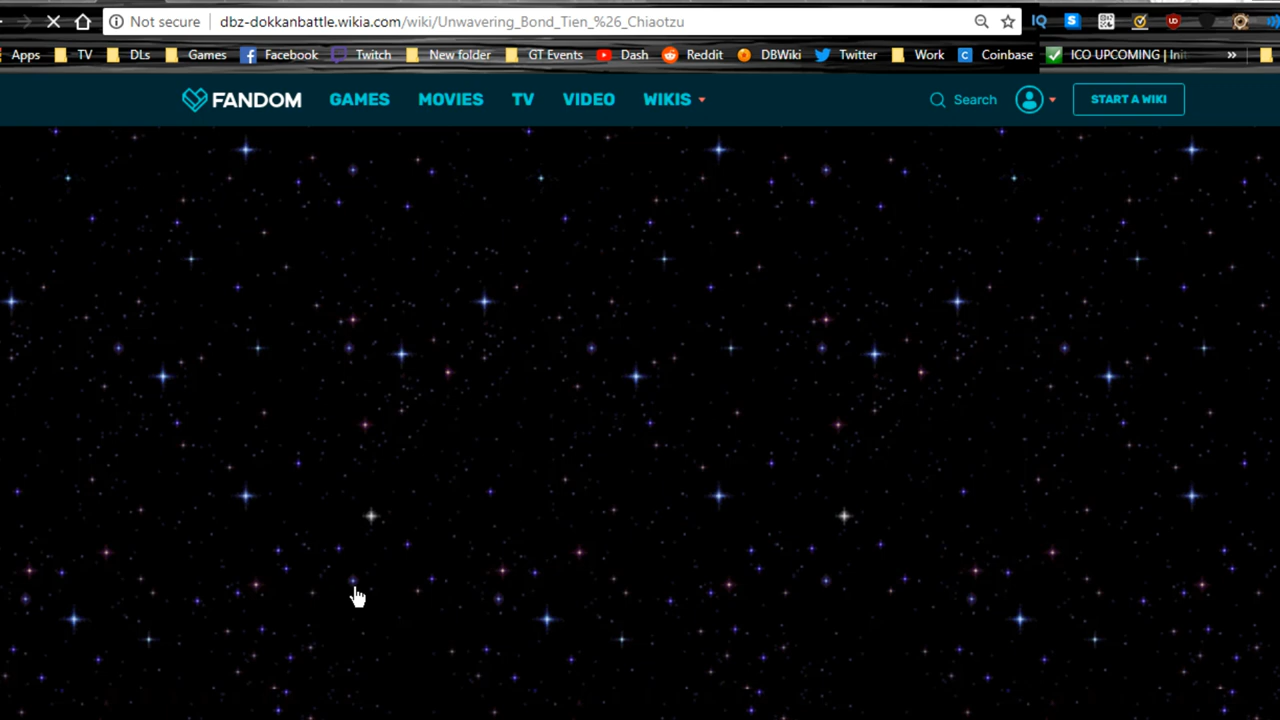 Not secure dbz-dokkanbattle.wikia.com/wiki/Unwavering_Bond_Tien_%26_Chiaotzu
Apps TV DLs Games Facebook Twitch New folder GT Events Dash Reddit DBWiki Twitter Work Coinbase ICO UPCOMING | Init »
FANDOM GAMES MOVIES TV VIDEO WIKIS Search START A WIKI